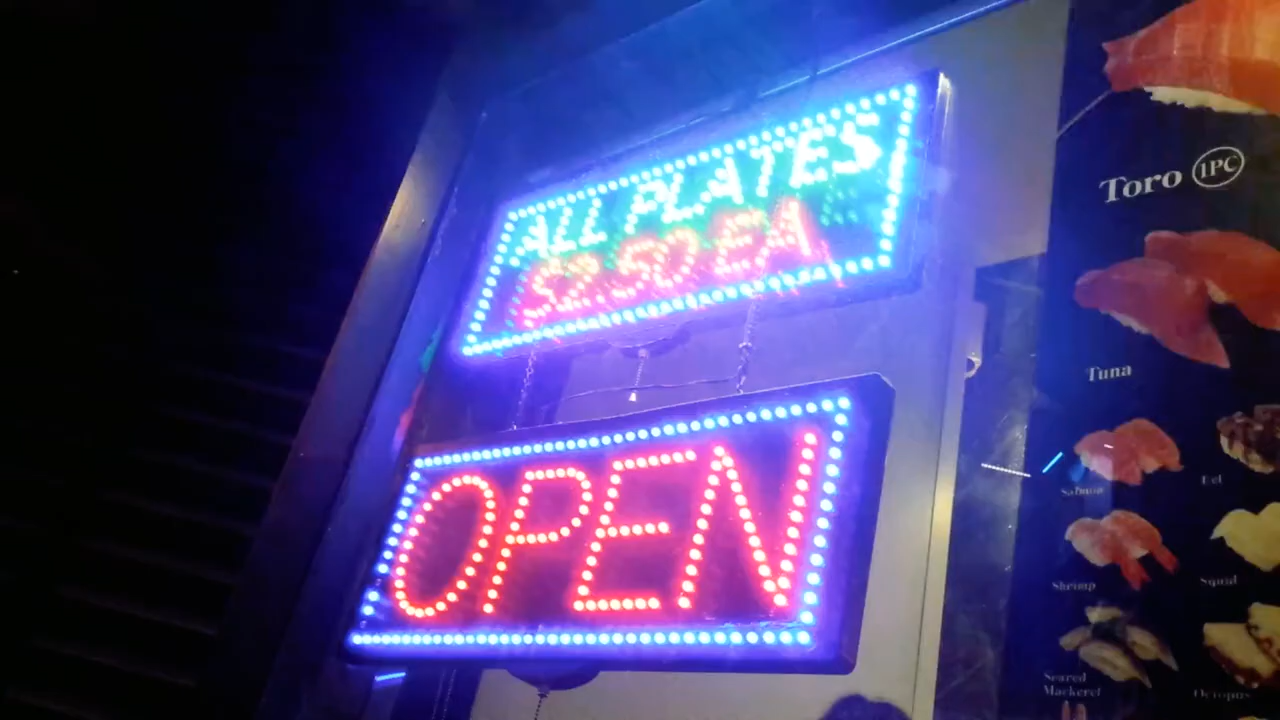 ALL PLATES
$2.50 EA
OPEN
Toro 1PC
Tuna
Salmon
Eel
Shrimp
Squid
Seared
Mackerel
Octopus